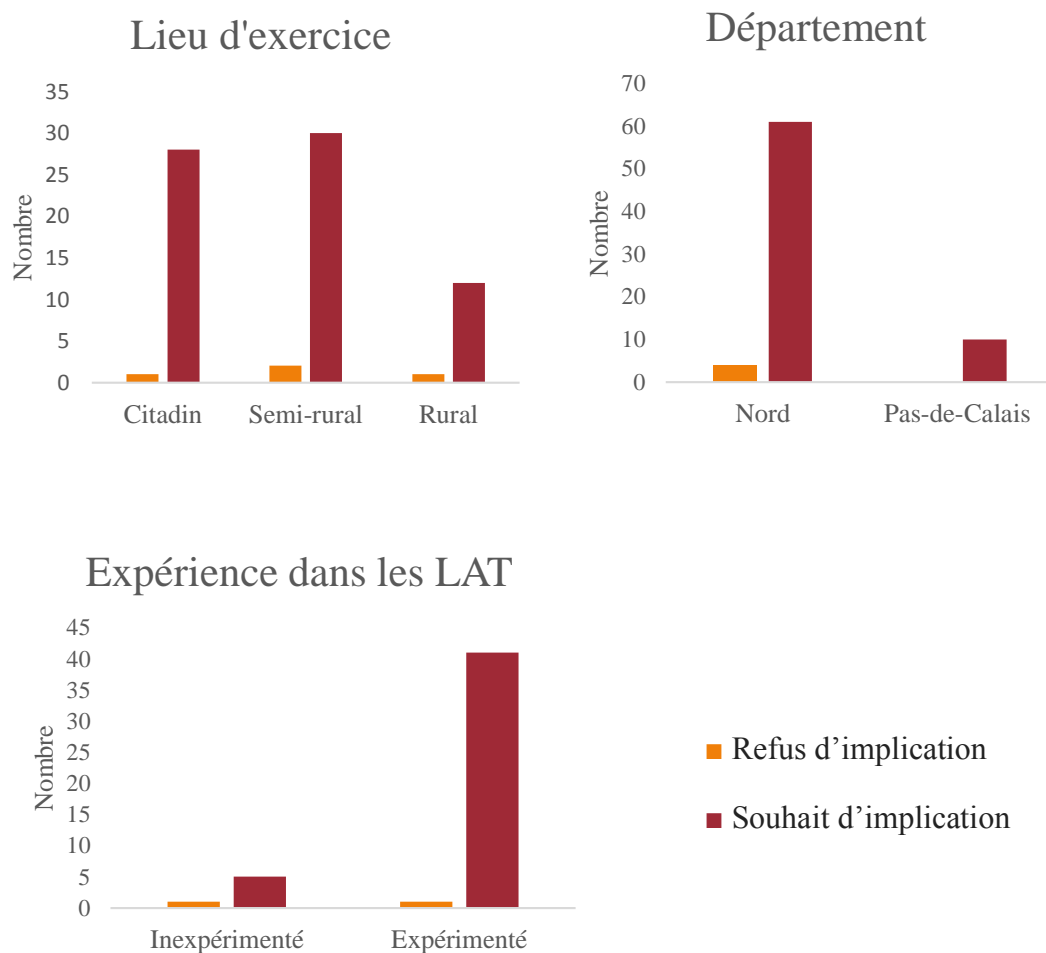 Lieu d'exercice
Nombre
35
30
25
20
15
10
5
0
Citadin Semi-rural Rural
Département
Nombre
70
60
50
40
30
20
10
0
Nord Pas-de-Calais
Expérience dans les LAT
Nombre
45
40
35
30
25
20
15
10
5
0
Inexpérimenté Expérimenté
Refus d’implication
Souhait d’implication